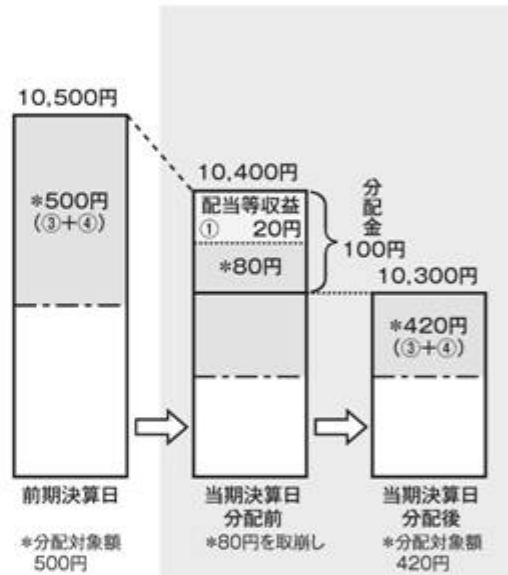 10,500円
*500円
(③+④)
前期決算日
*分配対象額
500円
10,400円
配当等収益
① 20円
*80円
分配金
100円
当期決算日
分配前
*80円を取崩し
10,300円
*420円
(③+④)
当期決算日
分配後
*分配対象額
420円